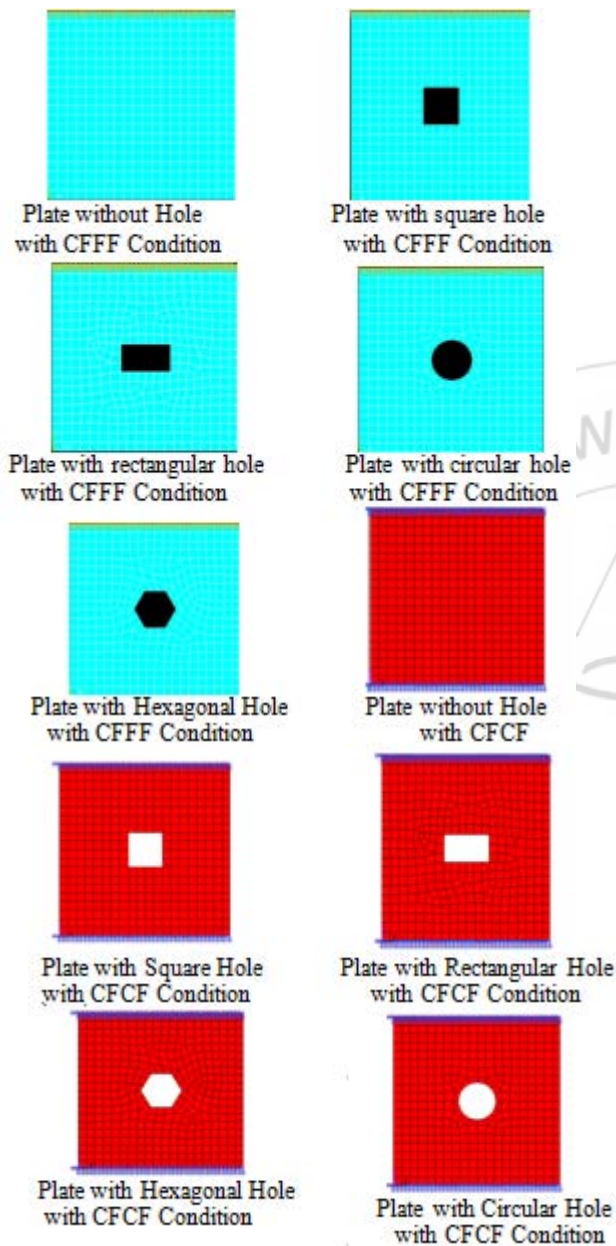 Plate without Hole
with CFFF Condition
Plate with square hole
with CFFF Condition
Plate with rectangular hole
with CFFF Condition
Plate with circular hole
with CFFF Condition
Plate with Hexagonal Hole
with CFFF Condition
Plate without Hole
with CFCF
Plate with Square Hole
with CFCF Condition
Plate with Rectangular Hole
with CFCF Condition
Plate with Hexagonal Hole
with CFCF Condition
Plate with Circular Hole
with CFCF Condition